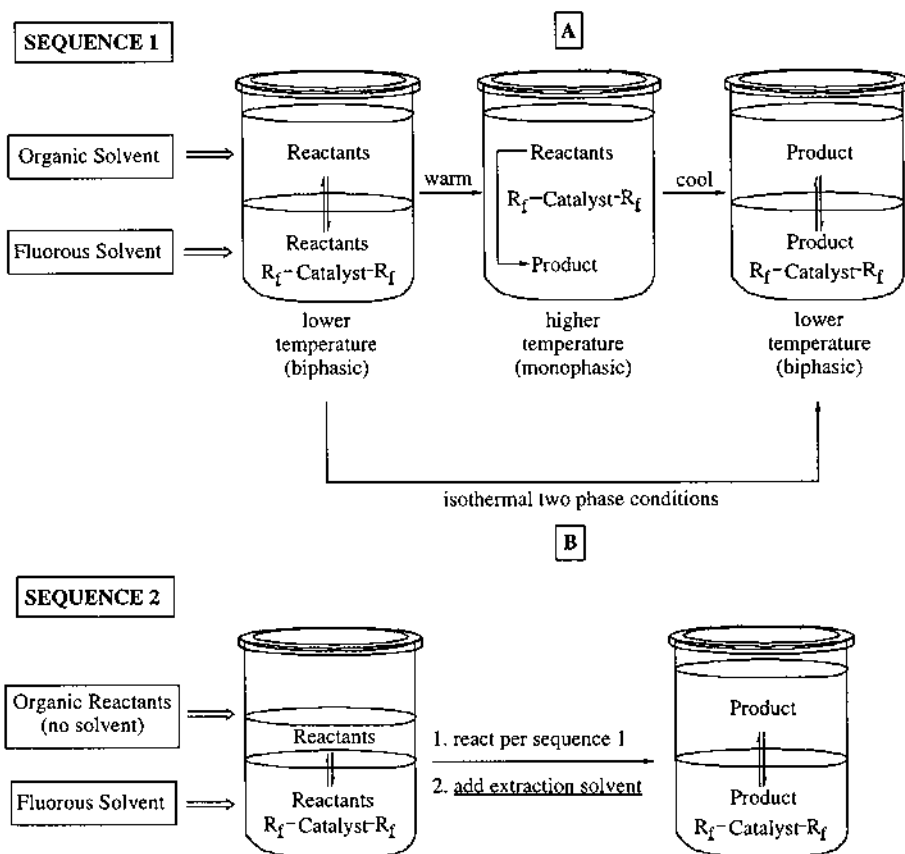 SEQUENCE 1
A
Organic Solvent
Fluorous Solvent
Reactants
Reactants
Rf–Catalyst-Rf
lower
temperature
(biphasic)
warm
Reactants
Rf–Catalyst-Rf
Product
higher
temperature
(monophasic)
cool
Product
Product
Rf–Catalyst-Rf
lower
temperature
(biphasic)
isothermal two phase conditions
B
SEQUENCE 2
Organic Reactants
(no solvent)
Fluorous Solvent
Reactants
Reactants
Rf–Catalyst-Rf
1. react per sequence 1
2. add extraction solvent
Product
Product
Rf–Catalyst-Rf